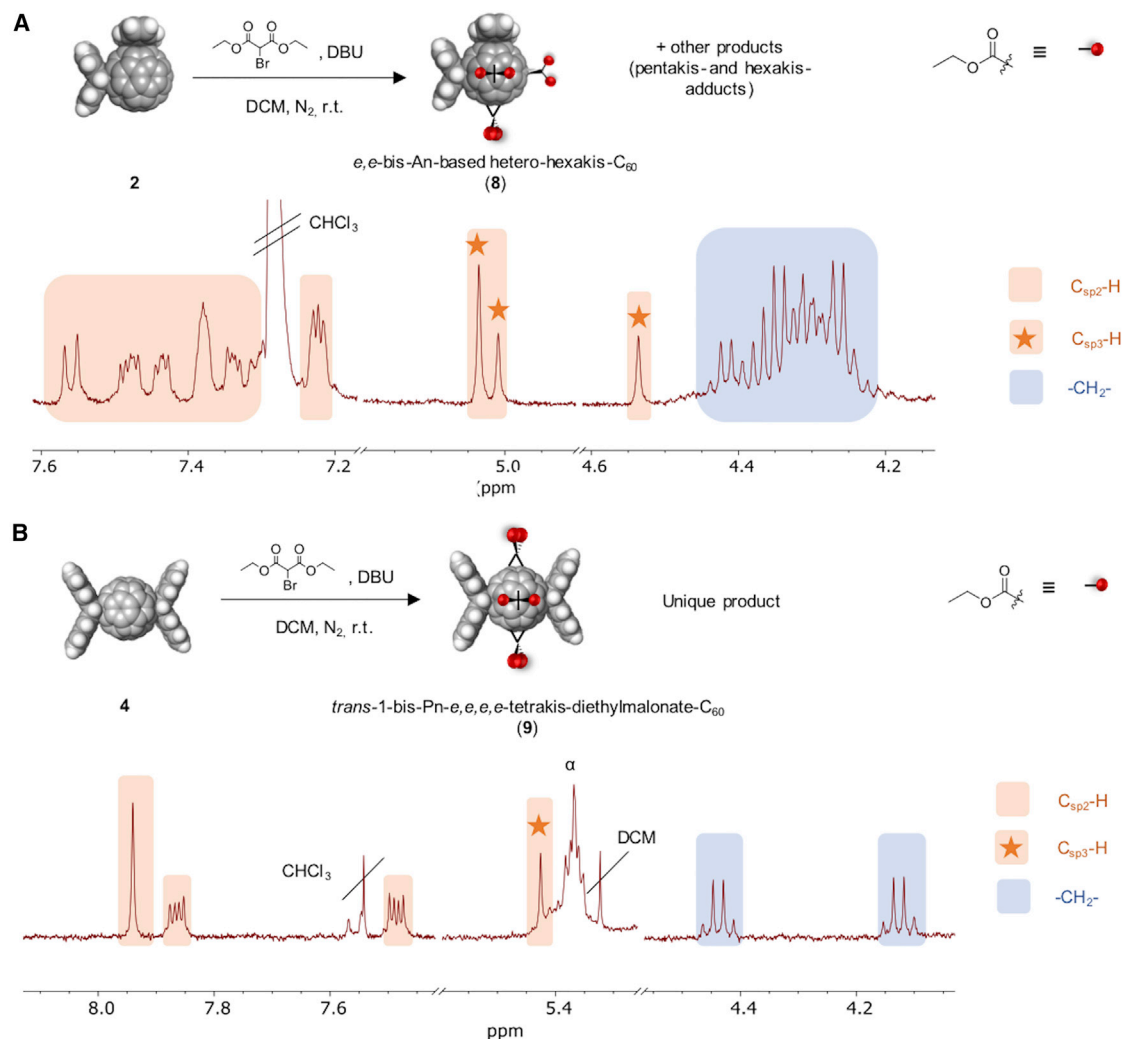 A
O O
O O
Br
, DBU
DCM, N2, r.t.
+ other products
(pentakis- and hexakis-
adducts)
O
O
≡
e,e-bis-An-based hetero-hexakis-C60
2
(8)
CHCl3
Csp2-H
Csp3-H
-CH2-
7.6 7.4 7.2 5.0 4.6 4.4 4.2
(ppm
B
O O
O O
Br
, DBU
DCM, N2, r.t.
Unique product
O
O
≡
4
trans-1-bis-Pn-e,e,e,e-tetrakis-diethylmalonate-C60
(9)
α
CHCl3
DCM
Csp2-H
Csp3-H
-CH2-
8.0 7.6 5.4 4.4 4.2
ppm